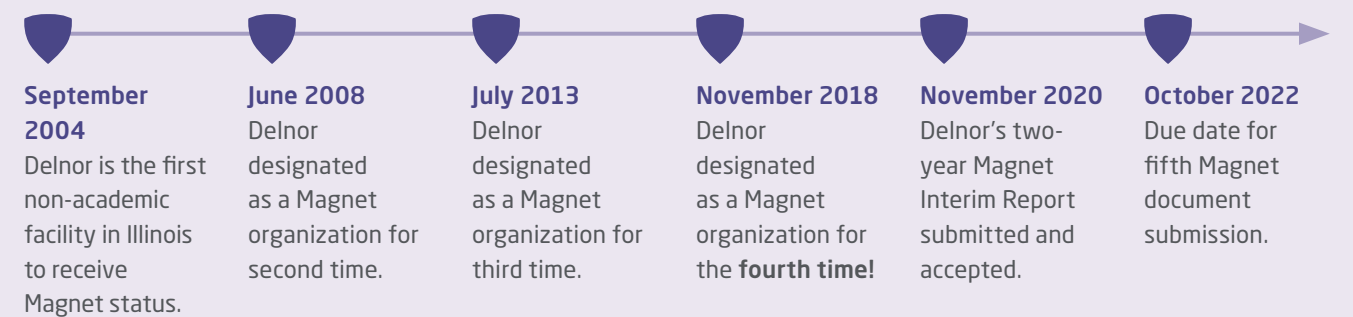 September
2004
Delnor is the first
non-academic
facility in Illinois
to receive
Magnet status.
June 2008
Delnor
designated
as a Magnet
organization for
second time.
July 2013
Delnor
designated
as a Magnet
organization for
third time.
November 2018
Delnor
designated
as a Magnet
organization for
the fourth time!
November 2020
Delnor’s two-
year Magnet
Interim Report
submitted and
accepted.
October 2022
Due date for
fifth Magnet
document
submission.